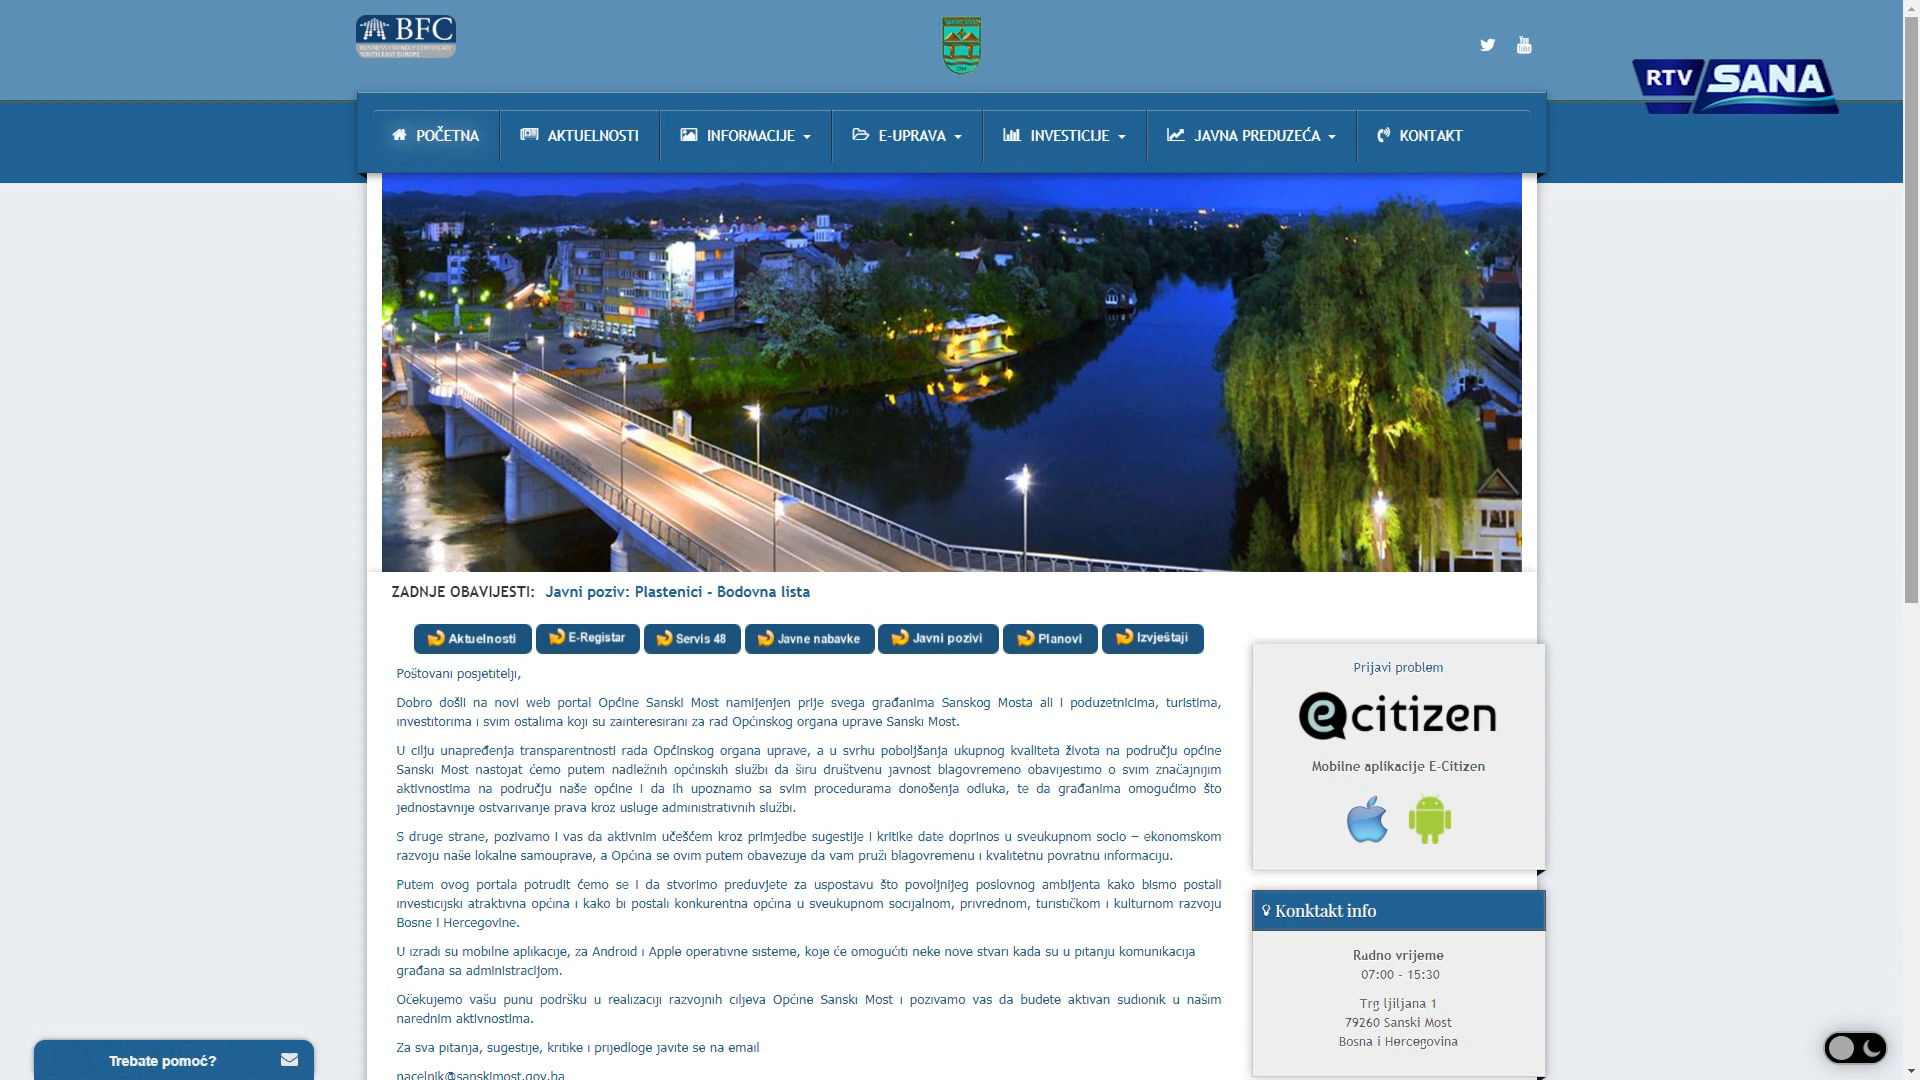 BFC
BUSINESS FRIENDLY CERTIFICATE
SOUTH EAST EUROPE
RTV SANA
POČETNA
AKTUELNOSTI
INFORMACIJE
E-UPRAVA
INVESTICIJE
JAVNA PREDUZEĆA
KONTAKT
ZADNJE OBAVIJESTI: Javni poziv: Plastenici - Bodovna lista
Aktuelnosti
E-Registar
Servis 48
Javne nabavke
Javni pozivi
Planovi
Izvještaji
Poštovani posjetitelji,
Dobro došli na novi web portal Općine Sanski Most namijenjen prije svega građanima Sanskog Mosta ali i poduzetnicima, turistima,
investitorima i svim ostalima koji su zainteresirani za rad Općinskog organa uprave Sanski Most.
U cilju unapređenja transparentnosti rada Općinskog organa uprave, a u svrhu poboljšanja ukupnog kvaliteta života na području općine
Sanski Most nastojat ćemo putem nadležnih općinskih službi da širu društvenu javnost blagovremeno obavijestimo o svim značajnijim
aktivnostima na području naše općine i da ih upoznamo sa svim procedurama donošenja odluka, te da građanima omogućimo što
jednostavnije ostvarivanje prava kroz usluge administrativnih službi.
S druge strane, pozivamo i vas da aktivnim učešćem kroz primjedbe sugestije i kritike date doprinos u sveukupnom socio – ekonomskom
razvoju naše lokalne samouprave, a Općina se ovim putem obavezuje da vam pruži blagovremenu i kvalitetnu povratnu informaciju.
Putem ovog portala potrudit ćemo se i da stvorimo preduvjete za uspostavu što povoljnijeg poslovnog ambijenta kako bismo postali
investicijski atraktivna općina i kako bi postali konkurentna općina u sveukupnom socijalnom, privrednom, turističkom i kulturnom razvoju
Bosne i Hercegovine.
U izradi su mobilne aplikacije, za Android i Apple operativne sisteme, koje će omogućiti neke nove stvari kada su u pitanju komunikacija
građana sa administracijom.
Očekujemo vašu punu podršku u realizaciji razvojnih ciljeva Općine Sanski Most i pozivamo vas da budete aktivan sudionik u našim
narednim aktivnostima.
Za sva pitanja, sugestije, kritike i prijedloge javite se na email
nacelnik@sanskimost.gov.ba
Prijavi problem
e citizen
Mobilne aplikacije E-Citizen
Konktakt info
Radno vrijeme
07:00 - 15:30
Trg ljiljana 1
79260 Sanski Most
Bosna i Hercegovina
Trebate pomoć?